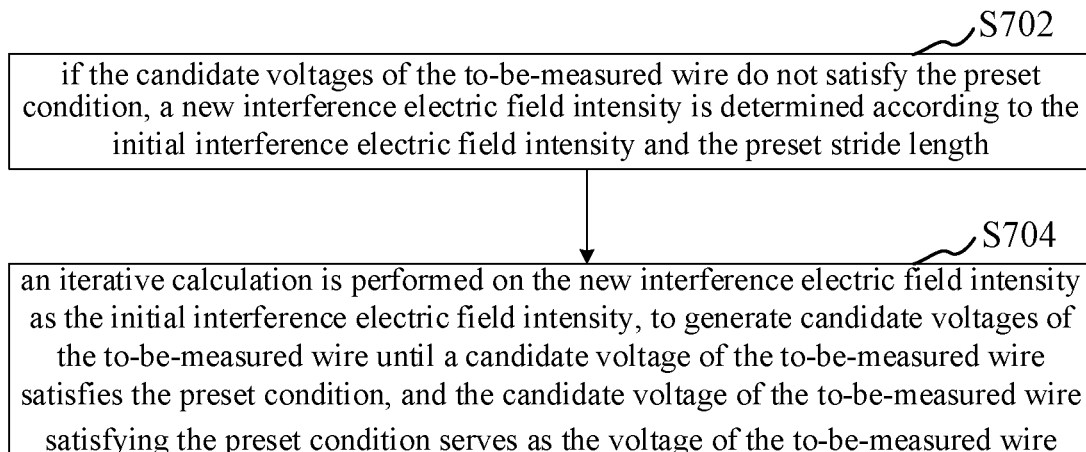 S702
if the candidate voltages of the to-be-measured wire do not satisfy the preset
condition, a new interference electric field intensity is determined according to the
initial interference electric field intensity and the preset stride length
S704
an iterative calculation is performed on the new interference electric field intensity
as the initial interference electric field intensity, to generate candidate voltages of
the to-be-measured wire until a candidate voltage of the to-be-measured wire
satisfies the preset condition, and the candidate voltage of the to-be-measured wire
satisfying the preset condition serves as the voltage of the to-be-measured wire